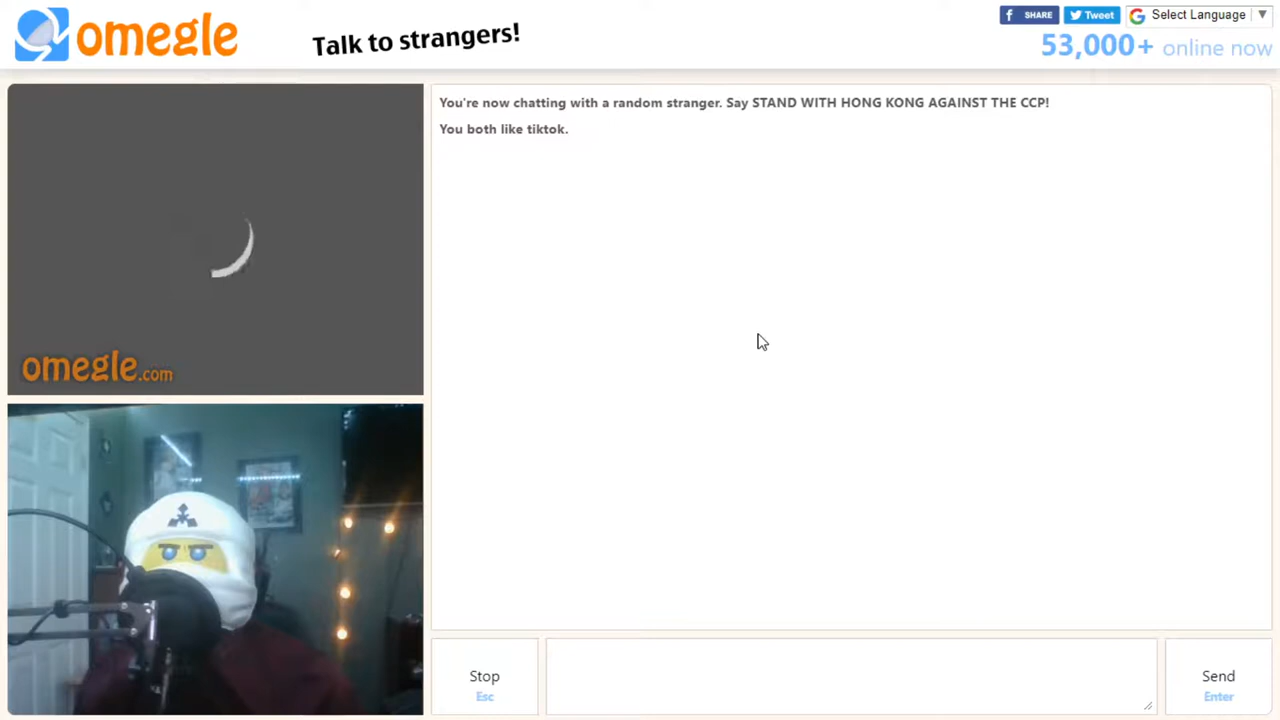 omegle
Talk to strangers!
SHARE
Tweet
Select Language
53,000+ online now
You're now chatting with a random stranger. Say STAND WITH HONG KONG AGAINST THE CCP!
You both like tiktok.
omegle.com
Stop
Esc
Send
Enter